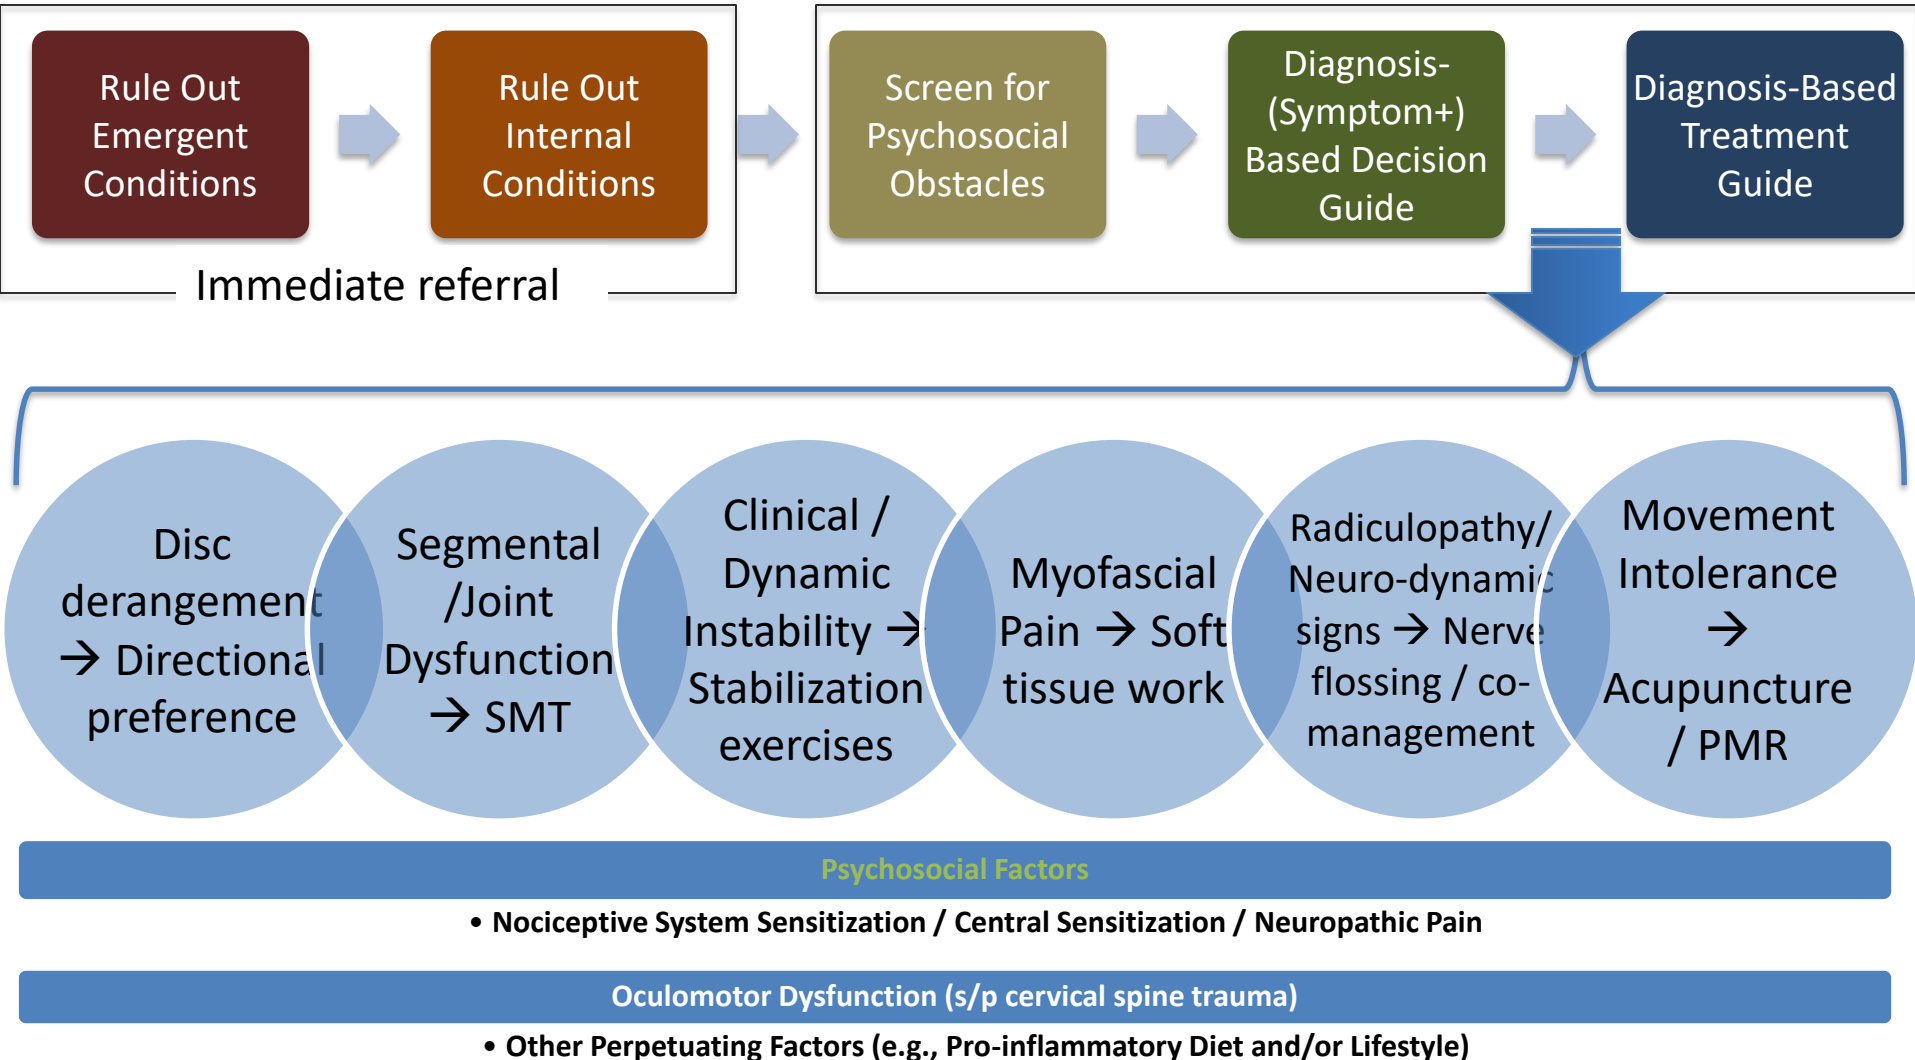 Rule Out
Emergent
Conditions
Rule Out
Internal
Conditions
Immediate referral
Screen for
Psychosocial
Obstacles
Diagnosis-
(Symptom+)
Based Decision
Guide
Diagnosis-Based
Treatment
Guide
Disc
derangement
→ Directional
preference
Segmental
/Joint
Dysfunction
→ SMT
Clinical /
Dynamic
Instability →
Stabilization
exercises
Myofascial
Pain → Soft
tissue work
Radiculopathy/
Neuro-dynamic
signs → Nerve
flossing / co-
management
Movement
Intolerance
→
Acupuncture
/ PMR
Psychosocial Factors
• Nociceptive System Sensitization / Central Sensitization / Neuropathic Pain
Oculomotor Dysfunction (s/p cervical spine trauma)
• Other Perpetuating Factors (e.g., Pro-inflammatory Diet and/or Lifestyle)